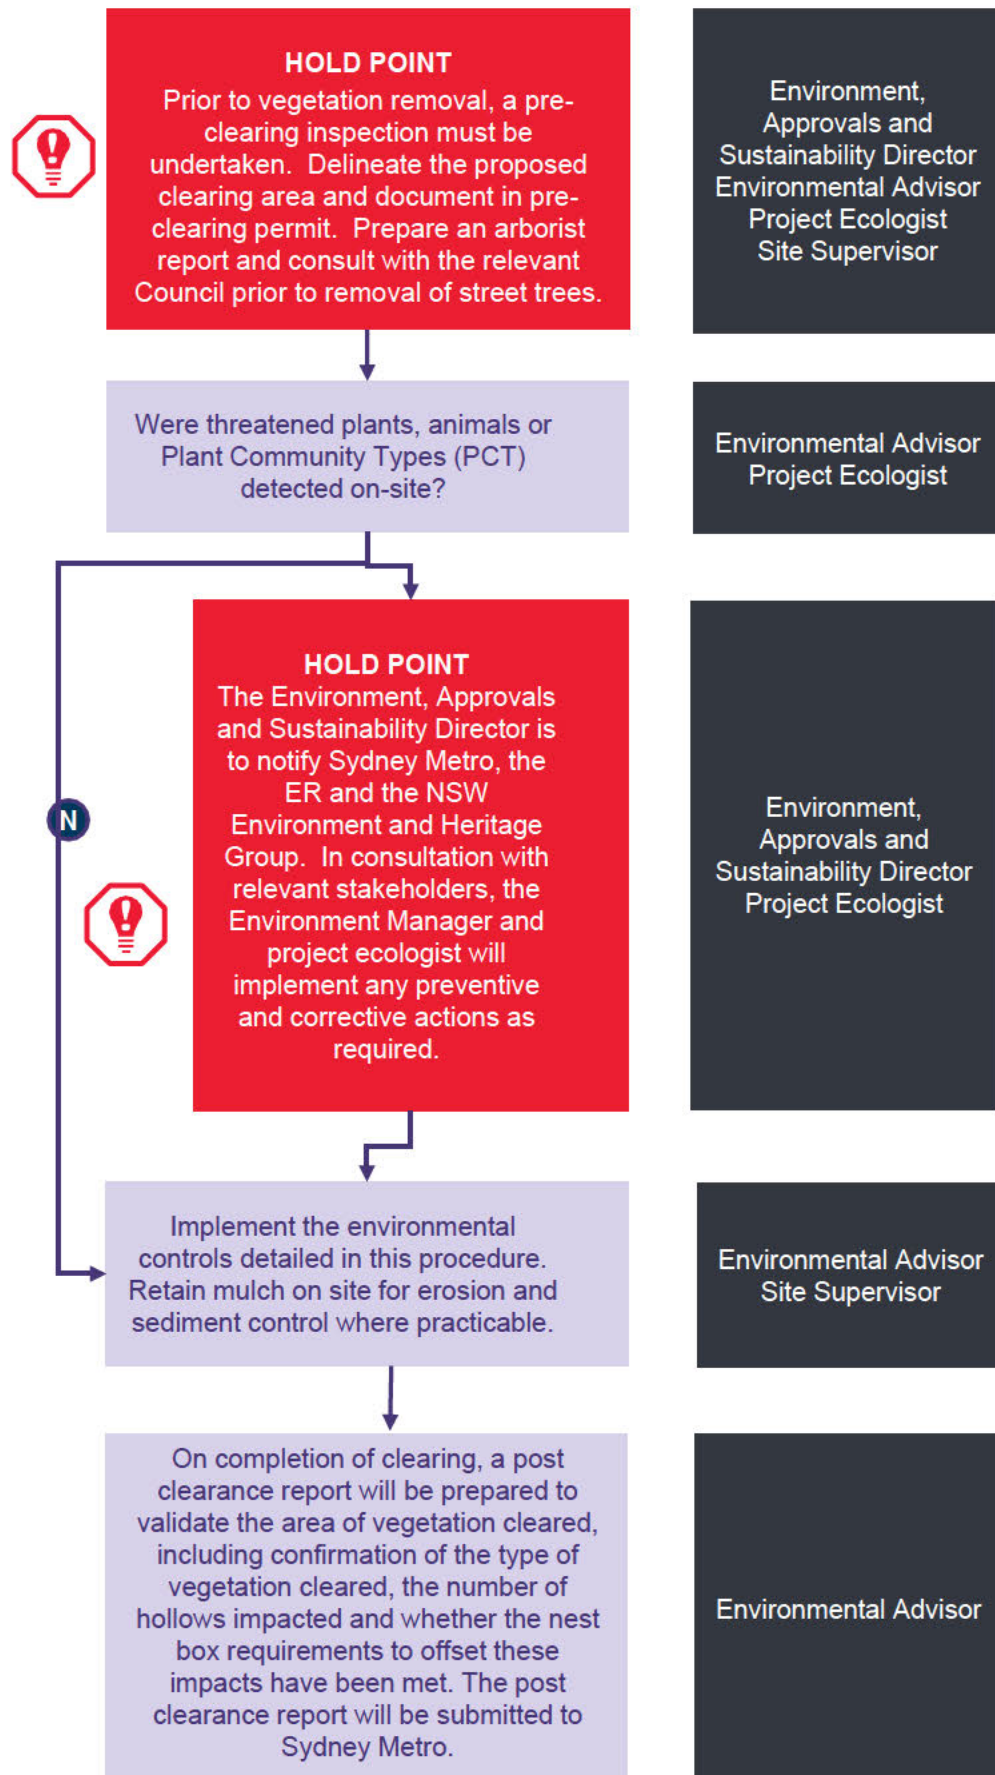 HOLD POINT
Prior to vegetation removal, a pre-
clearing inspection must be
undertaken.  Delineate the proposed
clearing area and document in pre-
clearing permit.  Prepare an arborist
report and consult with the relevant
Council prior to removal of street trees.
Environment,
Approvals and
Sustainability Director
Environmental Advisor
Project Ecologist
Site Supervisor
Were threatened plants, animals or
Plant Community Types (PCT)
detected on-site?
Environmental Advisor
Project Ecologist
HOLD POINT
The Environment, Approvals
and Sustainability Director is
to notify Sydney Metro, the
ER and the NSW
Environment and Heritage
Group.  In consultation with
relevant stakeholders, the
Environment Manager and
project ecologist will
implement any preventive
and corrective actions as
required.
N
Environment,
Approvals and
Sustainability Director
Project Ecologist
Implement the environmental
controls detailed in this procedure.
Retain mulch on site for erosion and
sediment control where practicable.
Environmental Advisor
Site Supervisor
On completion of clearing, a post
clearance report will be prepared to
validate the area of vegetation cleared,
including confirmation of the type of
vegetation cleared, the number of
hollows impacted and whether the nest
box requirements to offset these
impacts have been met. The post
clearance report will be submitted to
Sydney Metro.
Environmental Advisor